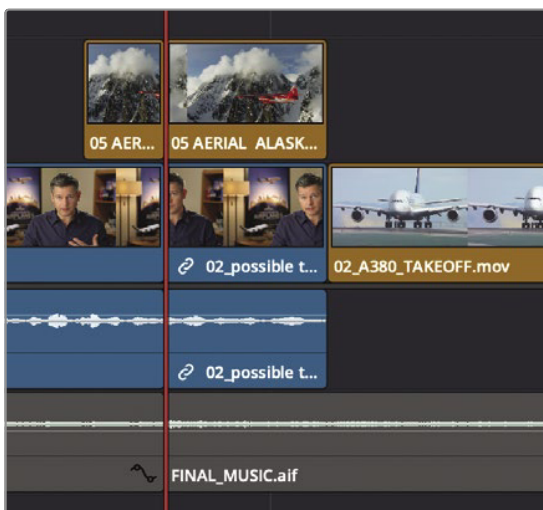 05 AER...
05 AERIAL ALASK...
02_possible t...
02_A380_TAKEOFF.mov
02_possible t...
FINAL_MUSIC.aif